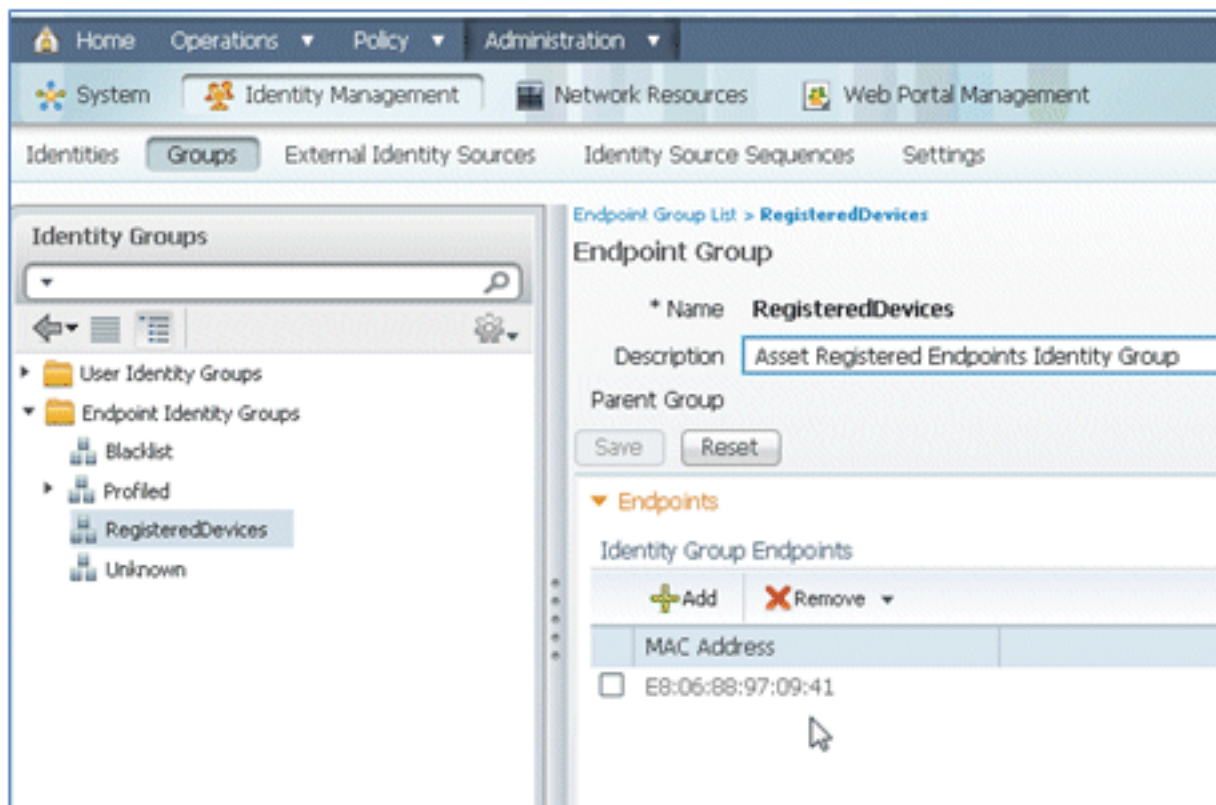 Home Operations Policy Administration
System Identity Management Network Resources Web Portal Management
Identities Groups External Identity Sources Identity Source Sequences Settings
Identity Groups
User Identity Groups
Endpoint Identity Groups
Blacklist
Profiled
RegisteredDevices
Unknown
Endpoint Group List > RegisteredDevices
Endpoint Group
* Name RegisteredDevices
Description Asset Registered Endpoints Identity Group
Parent Group
Save Reset
Endpoints
Identity Group Endpoints
Add Remove
MAC Address
E8:06:88:97:09:41